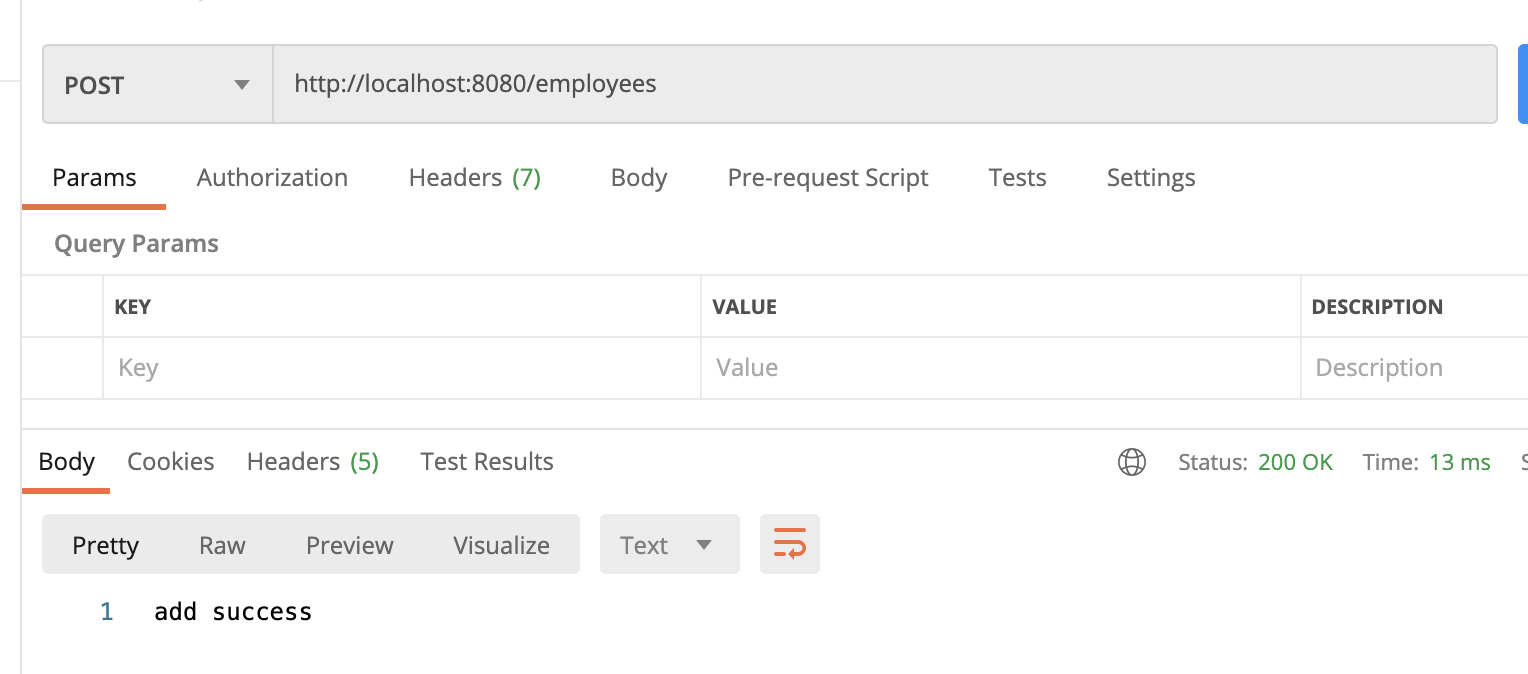 POST http://localhost:8080/employees
Params Authorization Headers (7) Body Pre-request Script Tests Settings
Query Params
KEY VALUE DESCRIPTION
Key Value Description
Body Cookies Headers (5) Test Results Status: 200 OK Time: 13 ms
Pretty Raw Preview Visualize Text
1 add success